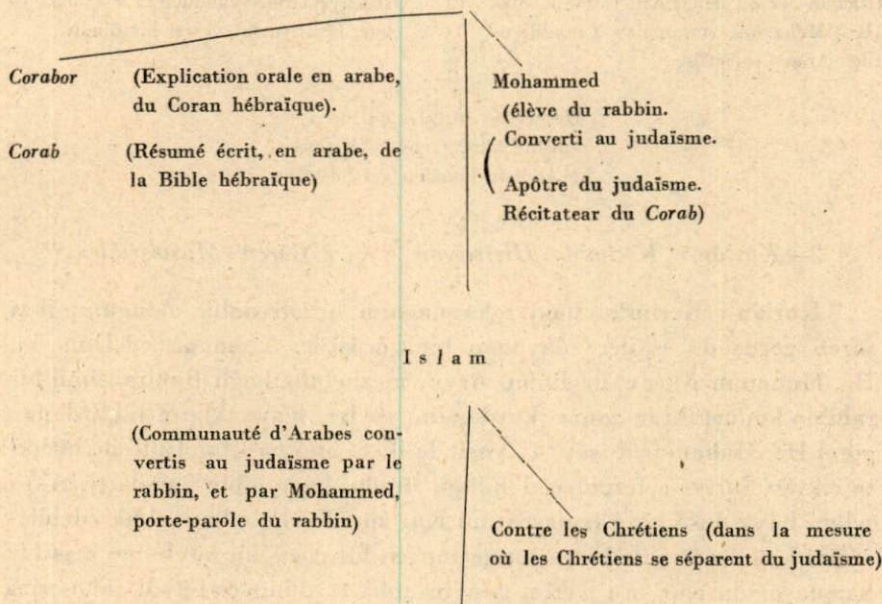 Corabor (Explication orale en arabe,
du Coran hébraïque).
Corab (Résumé écrit, en arabe, de
la Bible hébraïque)
Mohammed
(élève du rabbin.
Converti au judaïsme.
Apôtre du judaïsme.
Récitatear du Corab)
Islam
(Communauté d'Arabes con-
vertis au judaïsme par le
rabbin, et par Mohammed,
porte-parole du rabbin)
Contre les Chrétiens (dans la mesure
où les Chrétiens se séparent du judaïsme)